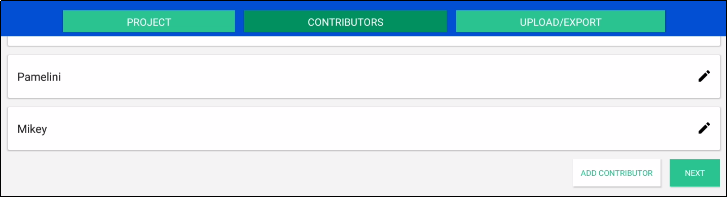 PROJECT CONTRIBUTORS UPLOAD/EXPORT
Pamelini
Mikey
ADD CONTRIBUTOR NEXT